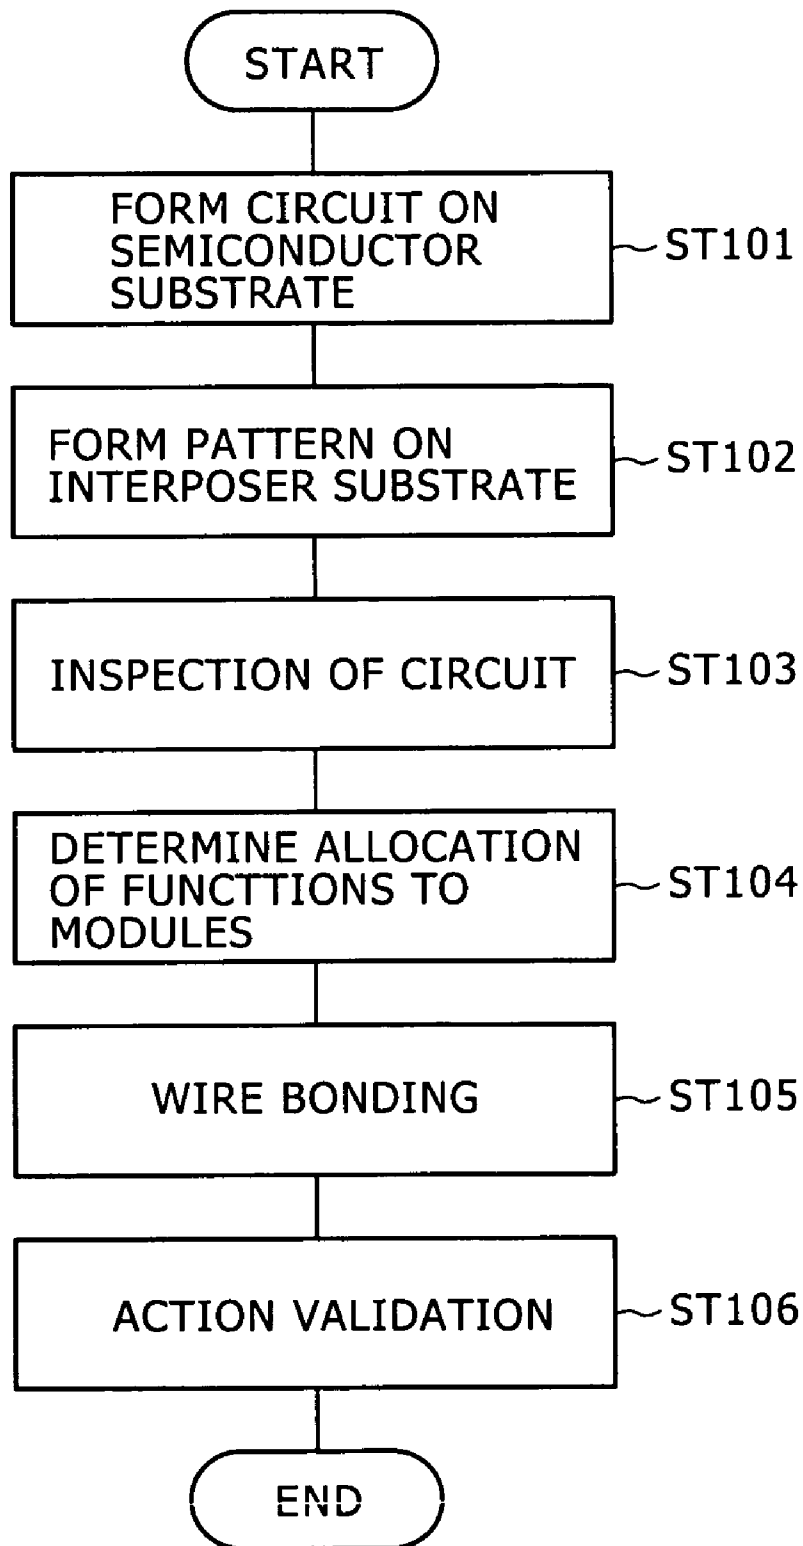 START
FORM CIRCUIT ON
SEMICONDUCTOR
SUBSTRATE
ST101
FORM PATTERN ON
INTERPOSER SUBSTRATE
ST102
INSPECTION OF CIRCUIT
ST103
DETERMINE ALLOCATION
OF FUNCTTIONS TO
MODULES
ST104
WIRE BONDING
ST105
ACTION VALIDATION
ST106
END